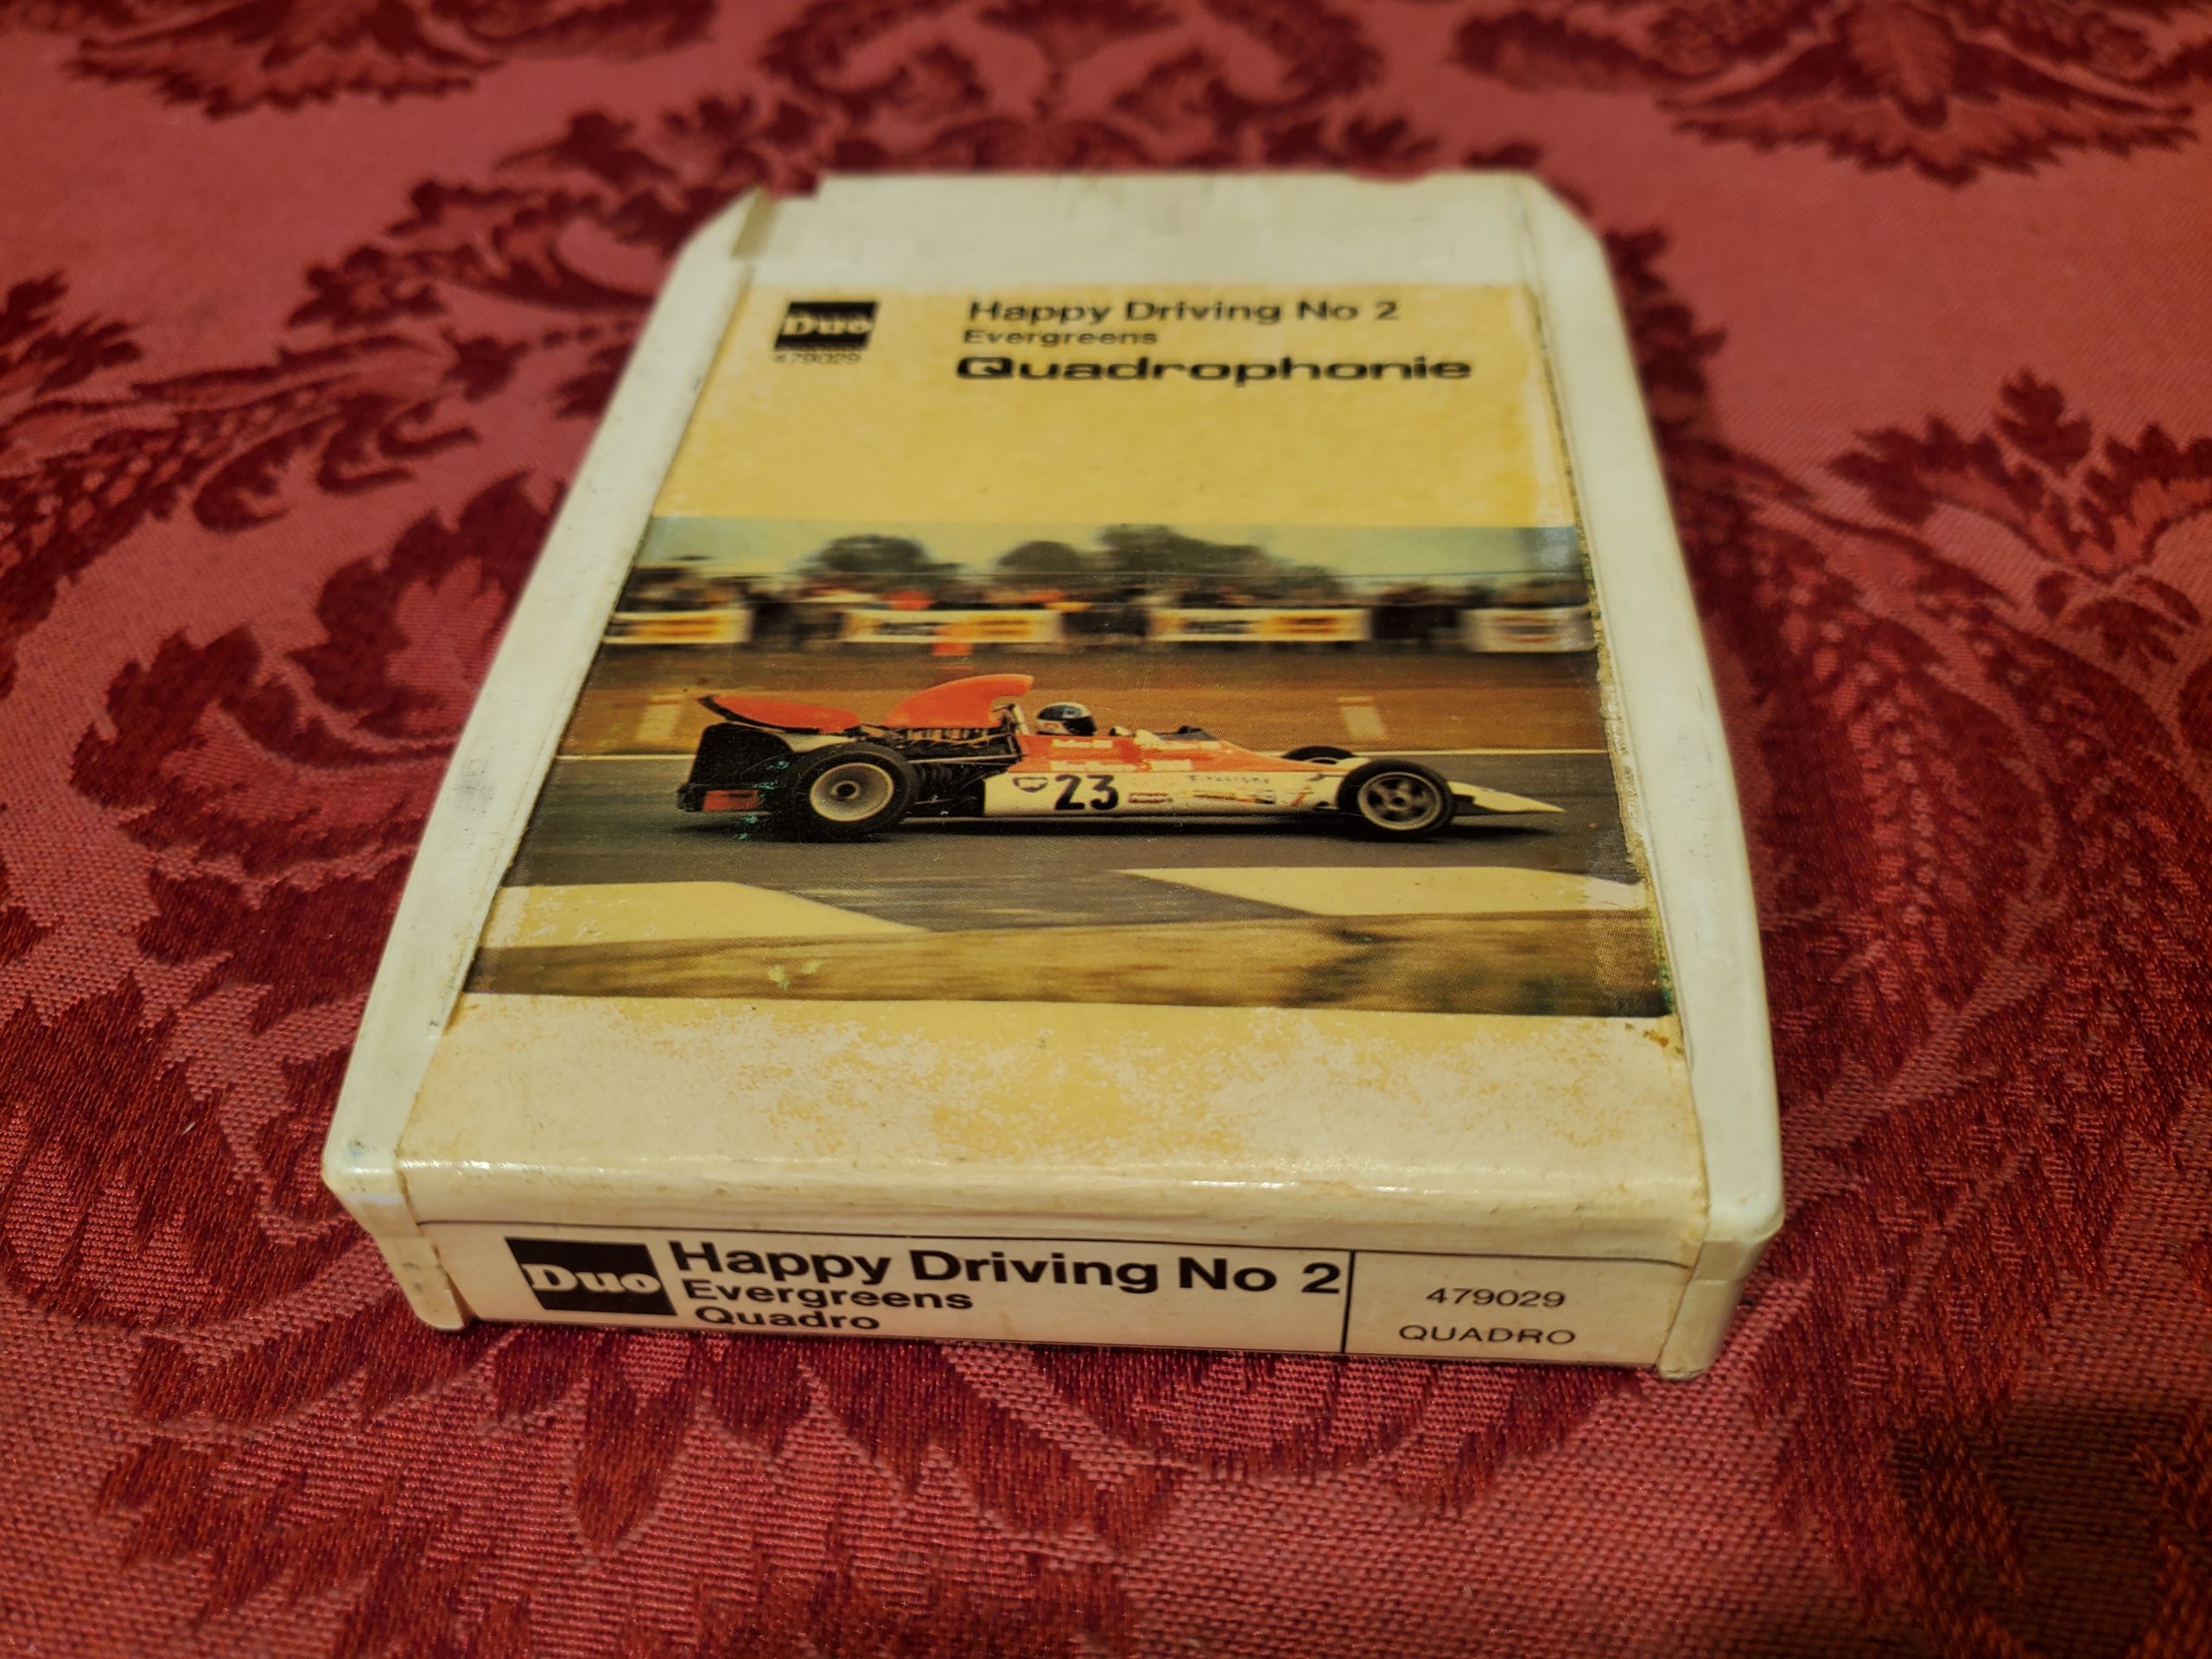 Duo
479029
Happy Driving No 2
Evergreens
Quadrophonie
23
Duo
Happy Driving No 2
Evergreens
Quadro
479029
QUADRO